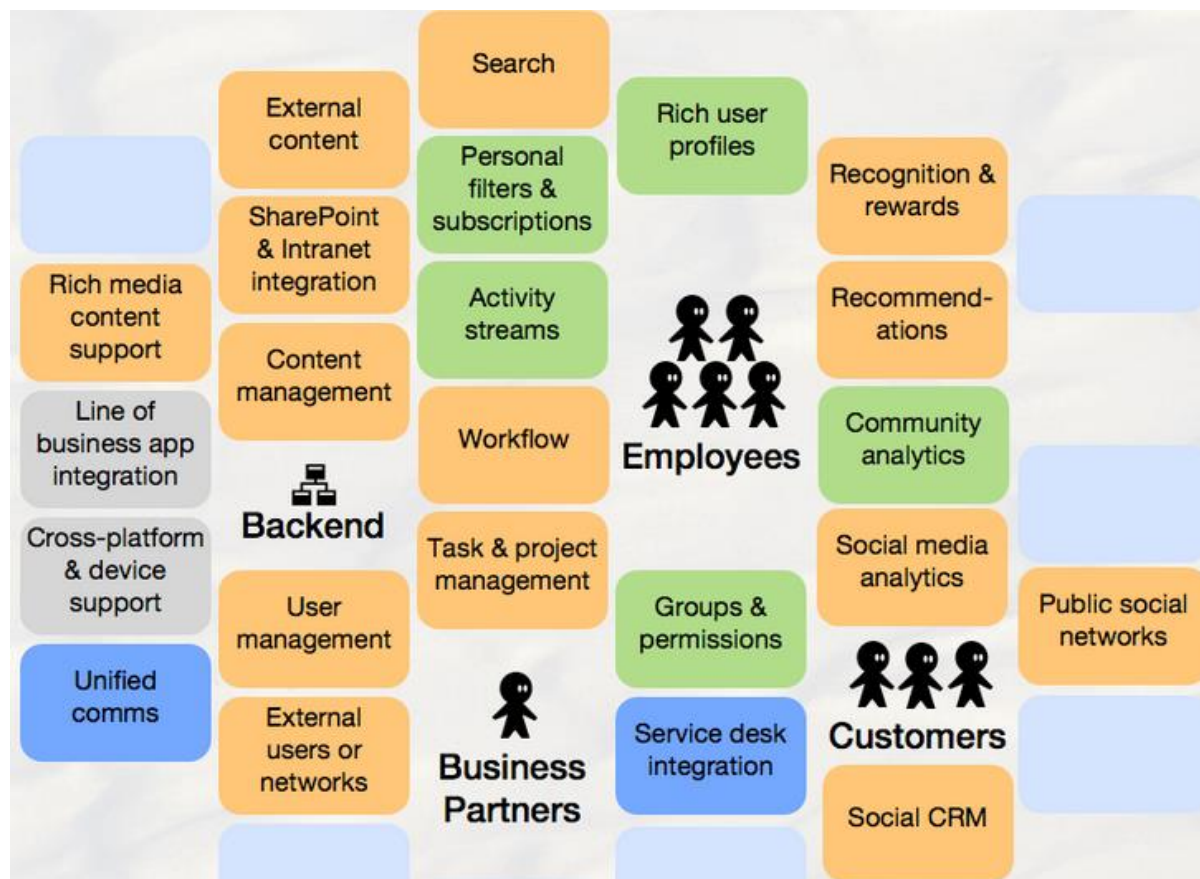 Rich media
content
support
Line of
business app
integration
Cross-platform
& device
support
Unified
comms
External
content
SharePoint
& Intranet
integration
Content
management
Backend
User
management
External
users or
networks
Search
Personal
filters &
subscriptions
Activity
streams
Workflow
Task & project
management
Business
Partners
Rich user
profiles
Employees
Groups &
permissions
Service desk
integration
Recognition &
rewards
Recommend-
ations
Community
analytics
Social media
analytics
Customers
Social CRM
Public social
networks